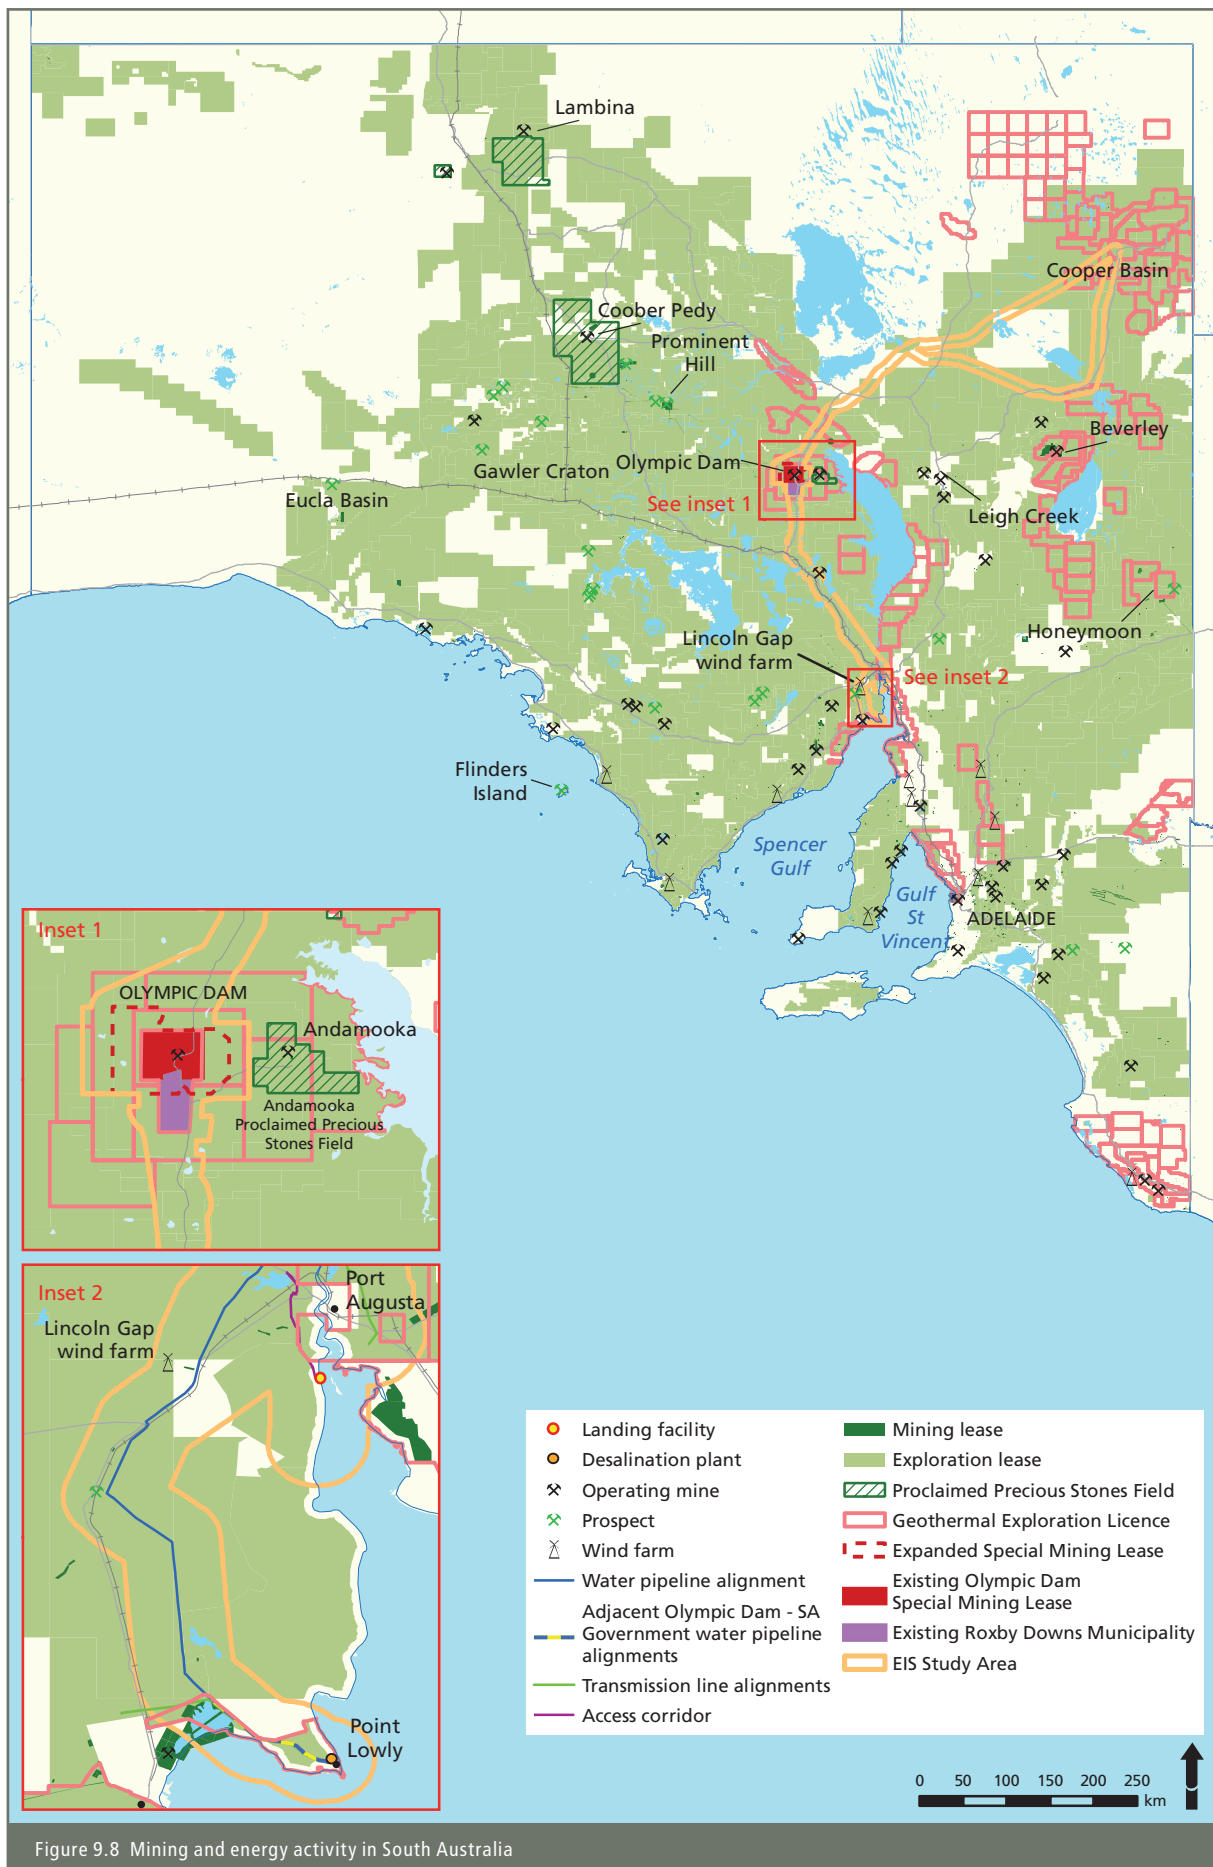 Lambina
Cooper Basin
Coober Pedy
Prominent
Hill
Beverley
Olympic Dam
Gawler Craton
See inset 1
Eucla Basin
Leigh Creek
Honeymoon
Lincoln Gap
wind farm
See inset 2
Flinders
Island
Spencer
Gulf
Gulf
St
Vincent
ADELAIDE
Inset 1
OLYMPIC DAM
Andamooka
Andamooka
Proclaimed Precious
Stones Field
Inset 2
Port
Augusta
Lincoln Gap
wind farm
Point
Lowly
Landing facility
Desalination plant
Operating mine
Prospect
Wind farm
Water pipeline alignment
Adjacent Olympic Dam - SA
Government water pipeline
alignments
Transmission line alignments
Access corridor
Mining lease
Exploration lease
Proclaimed Precious Stones Field
Geothermal Exploration Licence
Expanded Special Mining Lease
Existing Olympic Dam
Special Mining Lease
Existing Roxby Downs Municipality
EIS Study Area
0 50 100 150 200 250
km
Figure 9.8 Mining and energy activity in South Australia